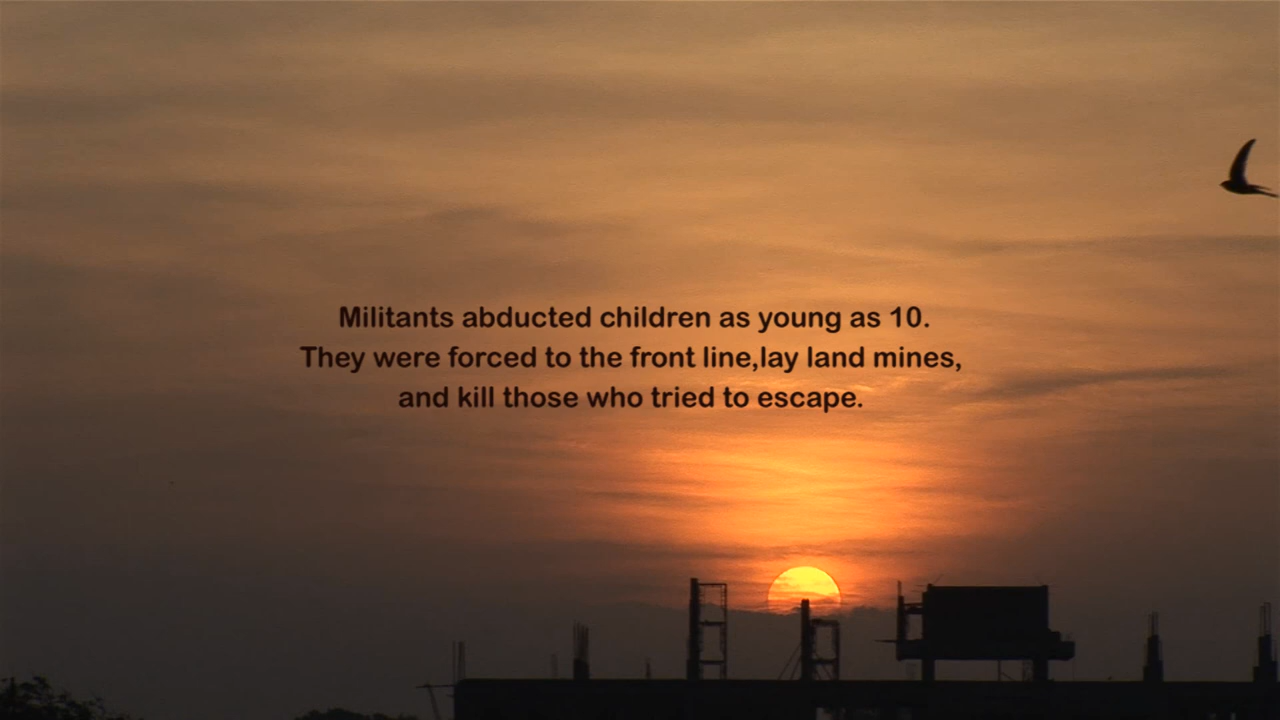 Militants abducted children as young as 10.
They were forced to the front line,lay land mines,
and kill those who tried to escape.